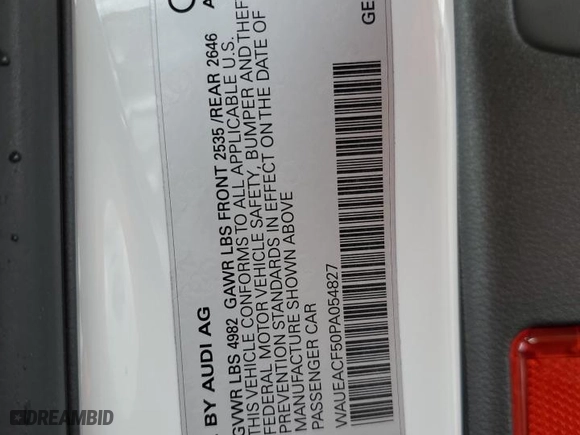 BY AUDI AG
GVWR LBS 4982 GAWR LBS FRONT 2535 /REAR 2646
THIS VEHICLE CONFORMS TO ALL APPLICABLE U.S.
FEDERAL MOTOR VEHICLE SAFETY, BUMPER AND THEFT
PREVENTION STANDARDS IN EFFECT ON THE DATE OF
MANUFACTURE SHOWN ABOVE
PASSENGER CAR
WAUEACF50PA054827
GE
DREAMBID